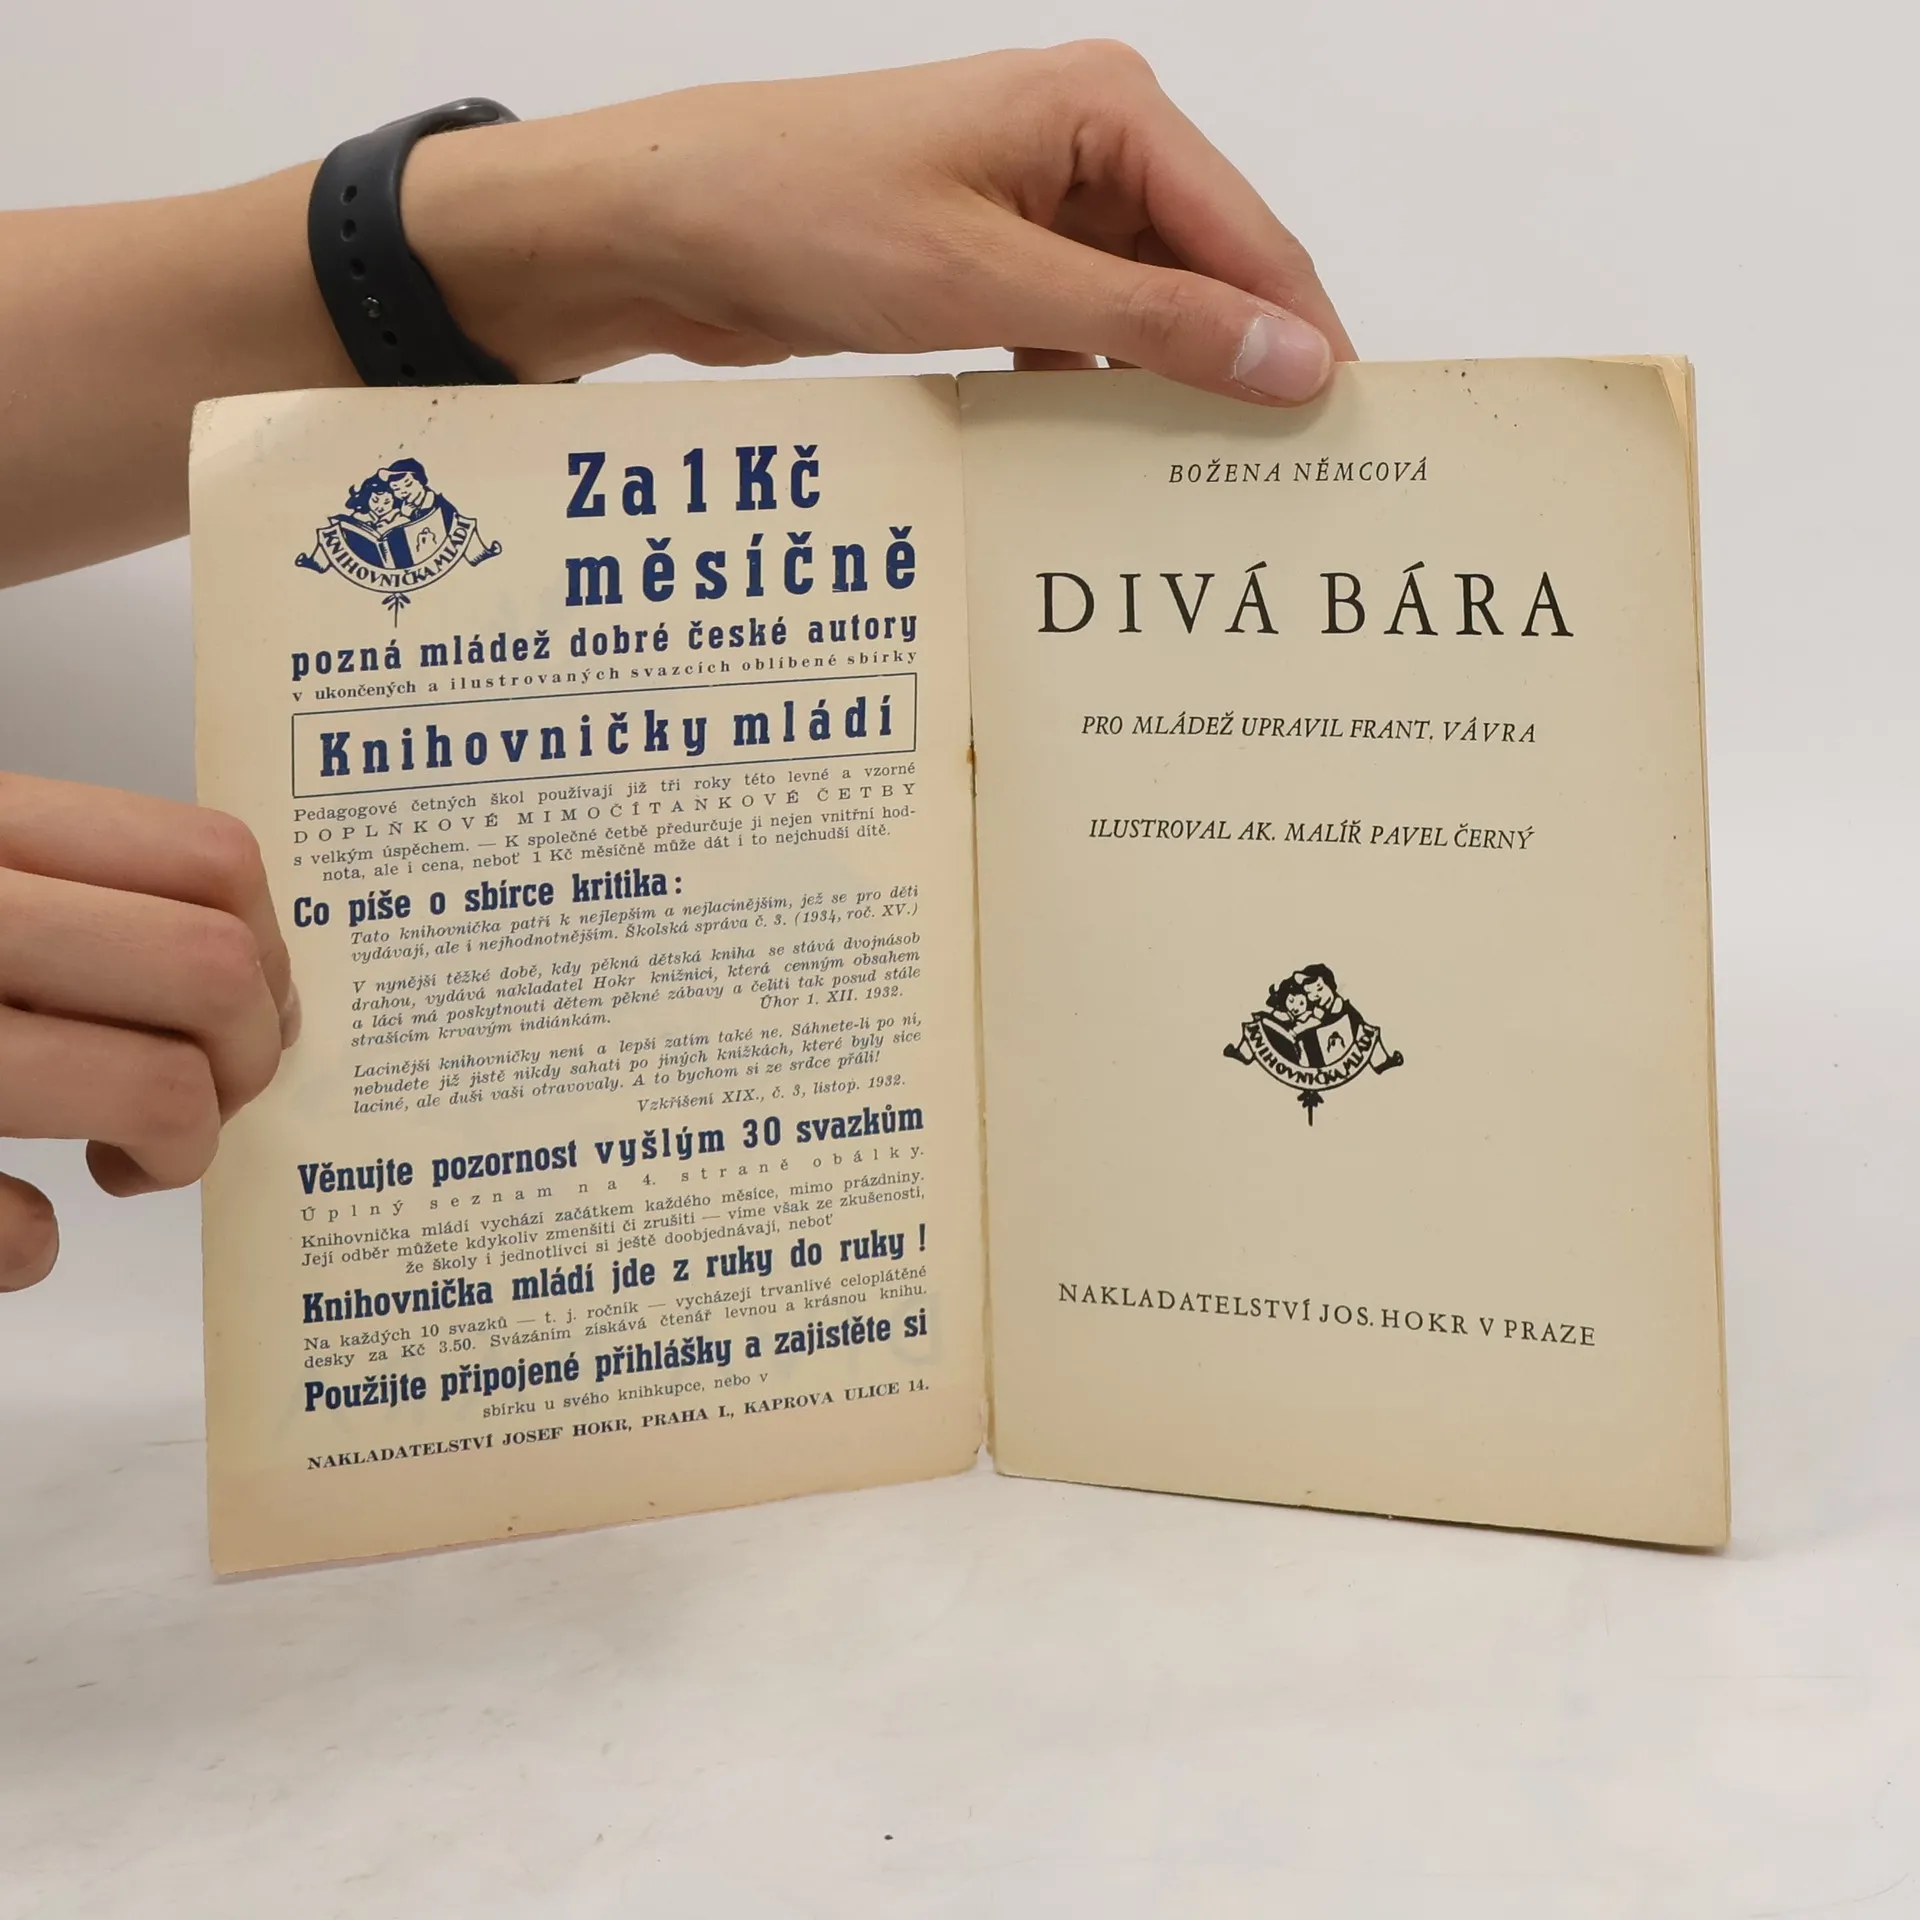 KNIHOVNIČKA MLÁDÍ
Za 1 Kč
měsíčně
pozná mládež dobré české autory
v ukončených a ilustrovaných svazcích oblíbené sbírky
Knihovničky mládí
Pedagogové četných škol používají již tři roky této levné a vzorné
DOPLŇKOVÉ MIMOČÍTANKOVÉ ČETBY
s velkým úspěchem. — K společné četbě předurčuje ji nejen vnitřní hod-
nota, ale i cena, neboť 1 Kč měsíčně může dát i to nejchudší dítě.
Co píše o sbírce kritika:
Tato knihovnička patří k nejlepším a nejlacinějším, jež se pro děti
vydávají, ale i nejhodnotnějším. Školská správa č. 3. (1934, roč. XV.)
V nynější těžké době, kdy pěkná dětská kniha se stává dvojnásob
drahou, vydává nakladatel Hokr knižnici, která cenným obsahem
a lácí má poskytnouti dětem pěkné zábavy a čeliti tak posud stále
strašícím krvavým indiánkám. Úhor 1. XII. 1932.
Lacinější knihovničky není a lepší zatím také ne. Sáhnete-li po ní,
nebudete již jistě nikdy sahati po jiných knížkách, které byly sice
laciné, ale duši vaši otravovaly. A to bychom si ze srdce přáli!
Vzkříšení XIX., č. 3, listop. 1932.
Věnujte pozornost vyšlým 30 svazkům
Úplný seznam na 4. straně obálky.
Knihovnička mládí vychází začátkem každého měsíce, mimo prázdniny.
Její odběr můžete kdykoliv zmenšiti či zrušiti — víme však ze zkušenosti,
že školy i jednotlivci si ještě doobjednávají, neboť
Knihovnička mládí jde z ruky do ruky !
Na každých 10 svazků — t. j. ročník — vycházejí trvanlivé celoplátěné
desky za Kč 3.50. Svázáním získává čtenář levnou a krásnou knihu.
Použijte připojené přihlášky a zajistěte si
sbírku u svého knihkupce, nebo v
NAKLADATELSTVÍ JOSEF HOKR, PRAHA I., KAPROVA ULICE 14.
BOŽENA NĚMCOVÁ
DIVÁ BÁRA
PRO MLÁDEŽ UPRAVIL FRANT. VÁVRA
ILUSTROVAL AK. MALÍŘ PAVEL ČERNÝ
KNIHOVNIČKA MLÁDÍ
NAKLADATELSTVÍ JOS. HOKR V PRAZE